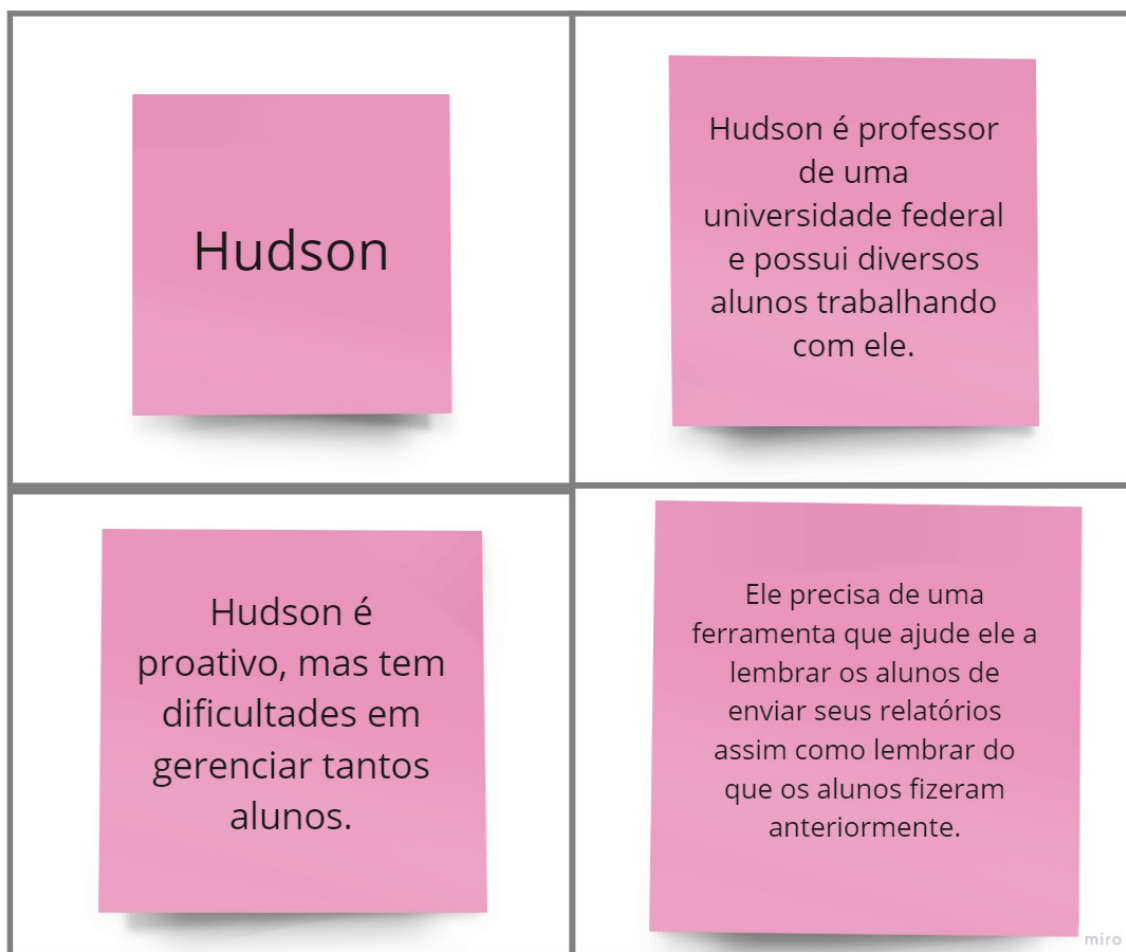 Hudson
Hudson é professor
de uma
universidade federal
e possui diversos
alunos trabalhando
com ele.
Hudson é
proativo, mas tem
dificultades em
gerenciar tantos
alunos.
Ele precisa de uma
ferramenta que ajude ele a
lembrar os alunos de
enviar seus relatórios
assim como lembrar do
que os alunos fizeram
anteriormente.
miro